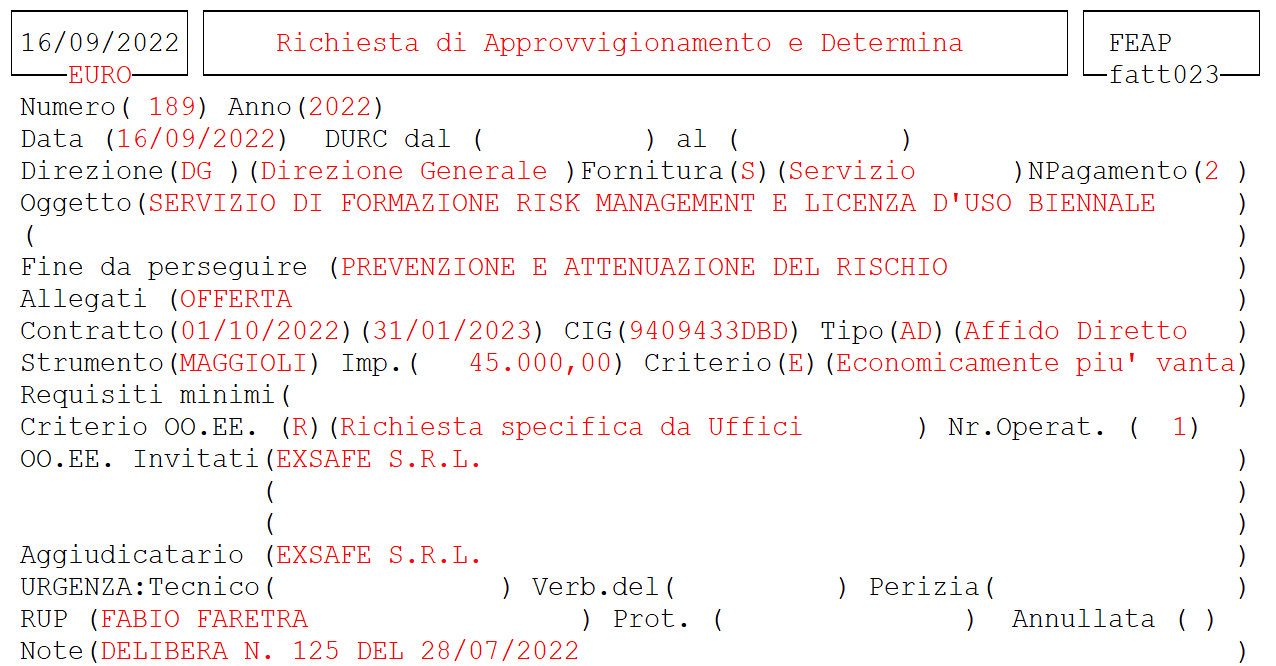 16/09/2022 Richiesta di Approvvigionamento e Determina FEAP
EURO fatt023
Numero( 189) Anno(2022)
Data (16/09/2022) DURC dal ( ) al ( )
Direzione(DG )(Direzione Generale )Fornitura(S)(Servizio )NPagamento(2 )
Oggetto(SERVIZIO DI FORMAZIONE RISK MANAGEMENT E LICENZA D'USO BIENNALE )
( )
Fine da perseguire (PREVENZIONE E ATTENUAZIONE DEL RISCHIO )
Allegati (OFFERTA )
Contratto(01/10/2022)(31/01/2023) CIG(9409433DBD) Tipo(AD)(Affido Diretto )
Strumento(MAGGIOLI) Imp.( 45.000,00) Criterio(E)(Economicamente piu' vanta)
Requisiti minimi( )
Criterio OO.EE. (R)(Richiesta specifica da Uffici ) Nr.Operat. ( 1)
OO.EE. Invitati(EXSAFE S.R.L. )
( )
( )
Aggiudicatario (EXSAFE S.R.L. )
URGENZA:Tecnico( ) Verb.del( ) Perizia( )
RUP (FABIO FARETRA ) Prot. ( ) Annullata ( )
Note(DELIBERA N. 125 DEL 28/07/2022 )